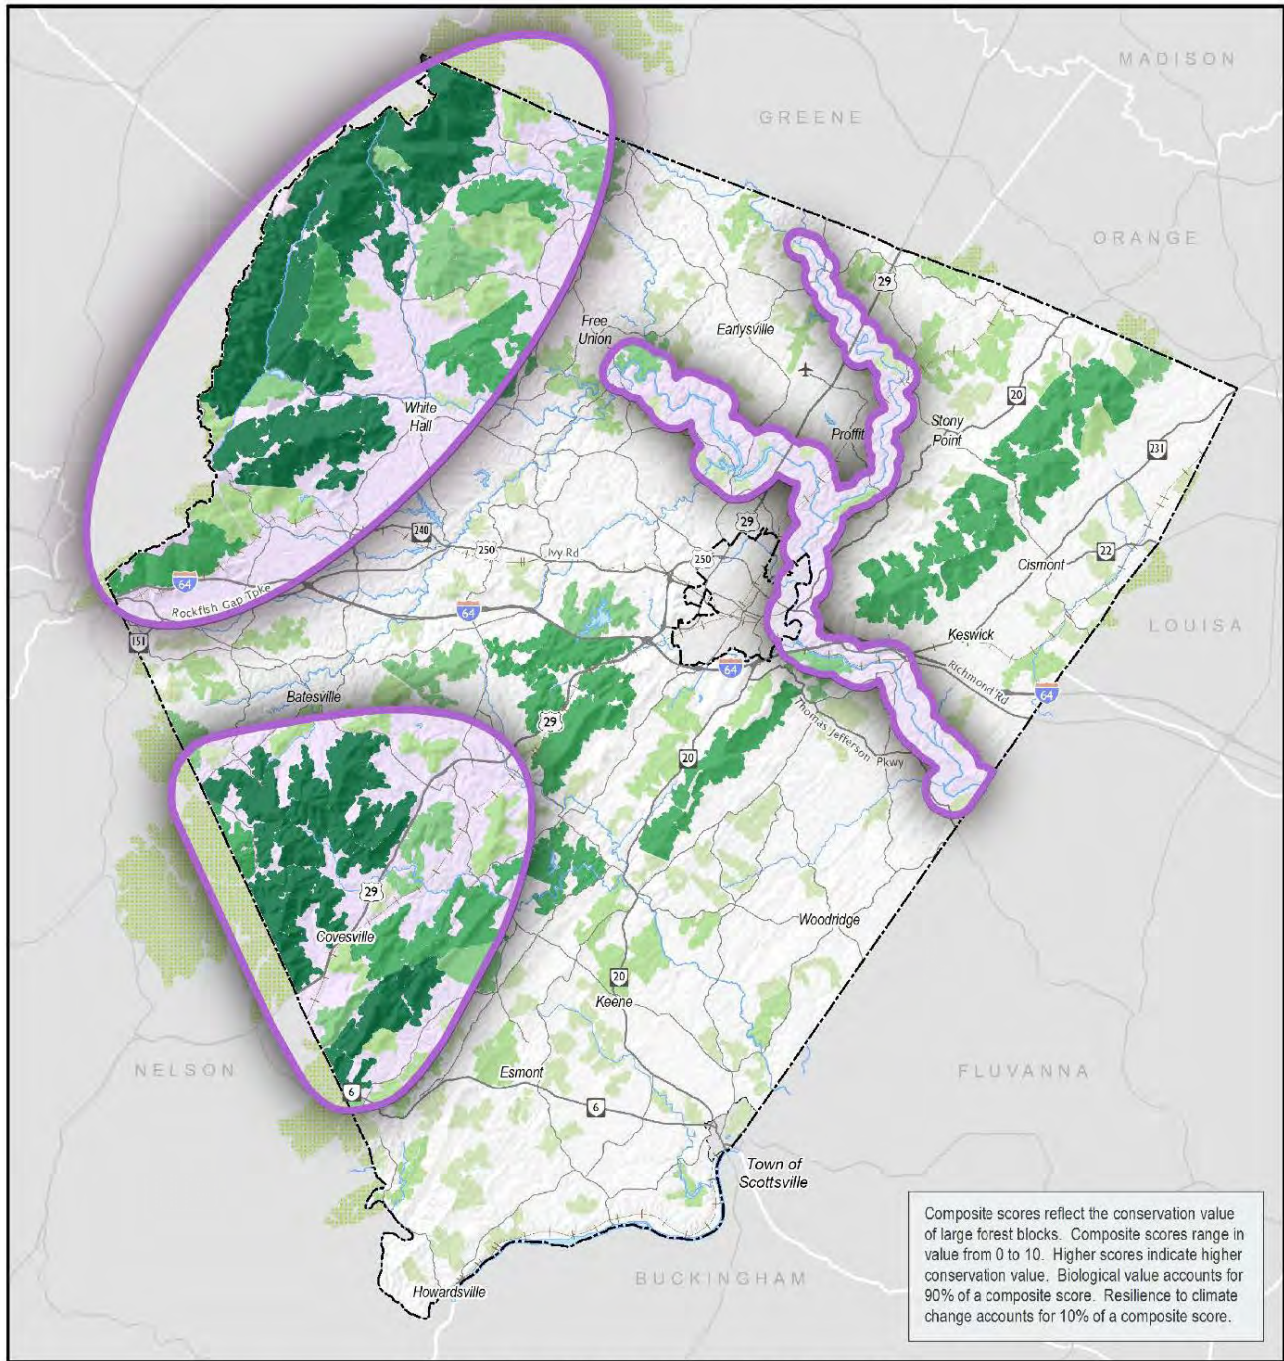 MADISON
GREENE
ORANGE
29
Free
Union
Earlysville
20
White
Hall
Stony
Point
Proffit
231
240
250
Ivy Rd
29
250
22
Cismont
64
Rockfish Gap Tpke
64
Keswick
LOUISA
151
64
Richmond Rd
64
Batesville
29
20
Thomas Jefferson Pkwy
29
Covesville
Woodridge
20
Keene
NELSON
Esmont
FLUVANNA
6
6
Town of
Scottsville
BUCKINGHAM
Howardsville
Composite scores reflect the conservation value
of large forest blocks. Composite scores range in
value from 0 to 10. Higher scores indicate higher
conservation value. Biological value accounts for
90% of a composite score. Resilience to climate
change accounts for 10% of a composite score.